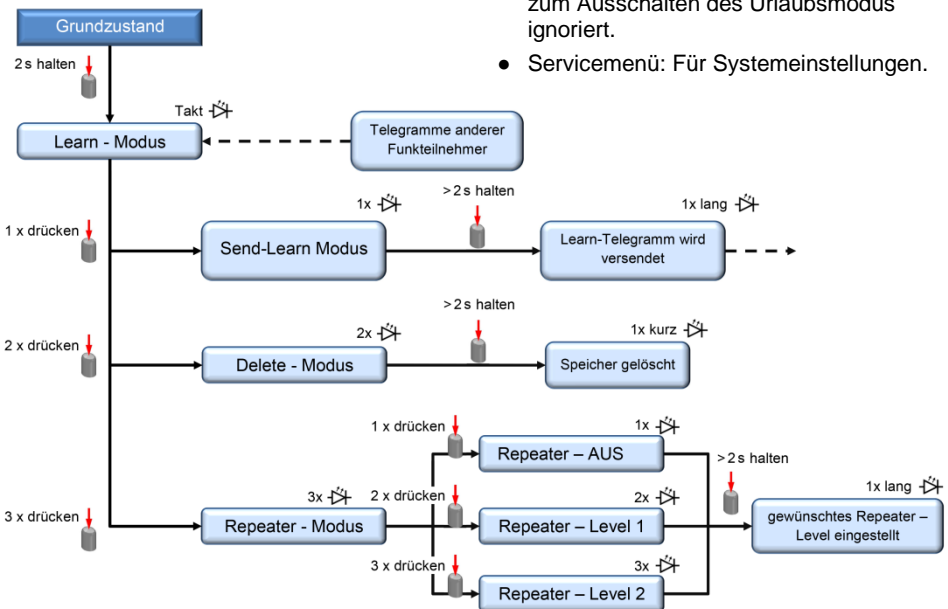 zum Ausschalten des Urlaubsmodus
ignoriert.
● Servicemenü: Für Systemeinstellungen.
Grundzustand
2 s halten
Takt
Learn - Modus
Telegramme anderer
Funkteilnehmer
1 x drücken
1x
Send-Learn Modus
>2 s halten
1x lang
Learn-Telegramm wird
versendet
2 x drücken
2x
Delete - Modus
>2 s halten
1x kurz
Speicher gelöscht
3 x drücken
3x
Repeater - Modus
1 x drücken
1x
Repeater – AUS
2 x drücken
2x
Repeater – Level 1
3 x drücken
3x
Repeater – Level 2
>2 s halten
1x lang
gewünschtes Repeater –
Level eingestellt